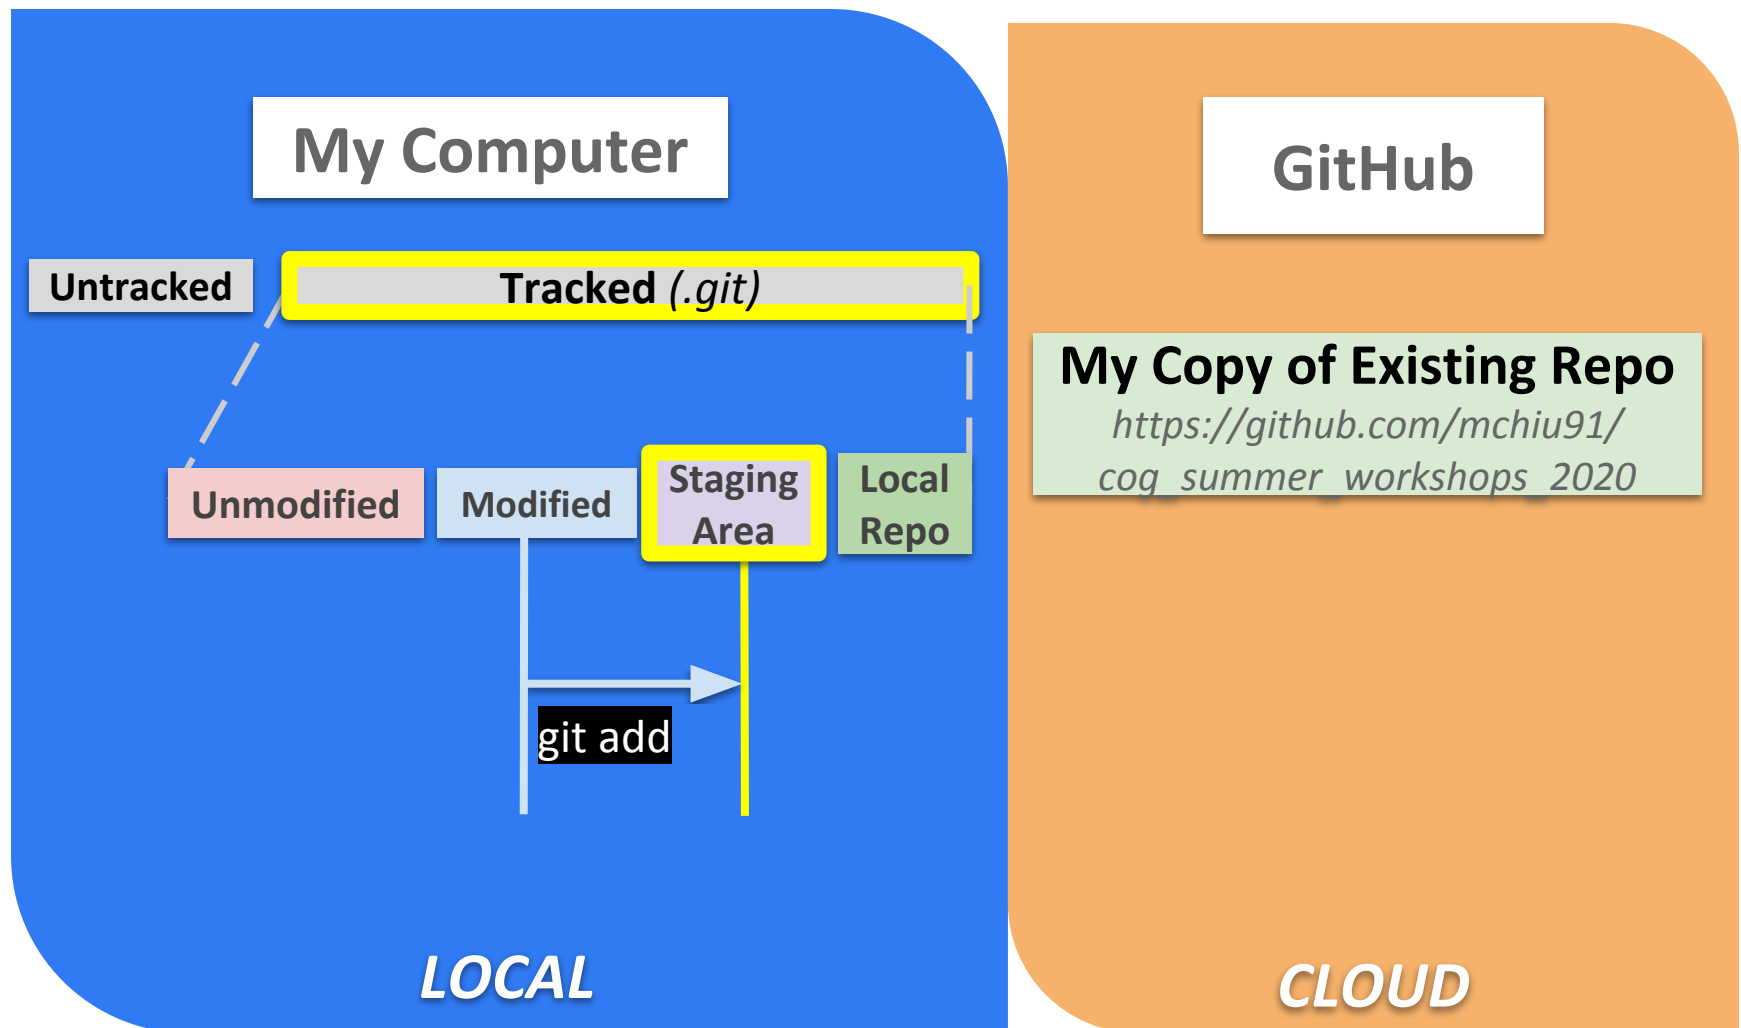 My Computer
GitHub
Untracked
Tracked (.git)
My Copy of Existing Repo
https://github.com/mchiu91/
cog_summer_workshops_2020
Unmodified
Modified
Staging
Area
Local
Repo
git add
LOCAL
CLOUD